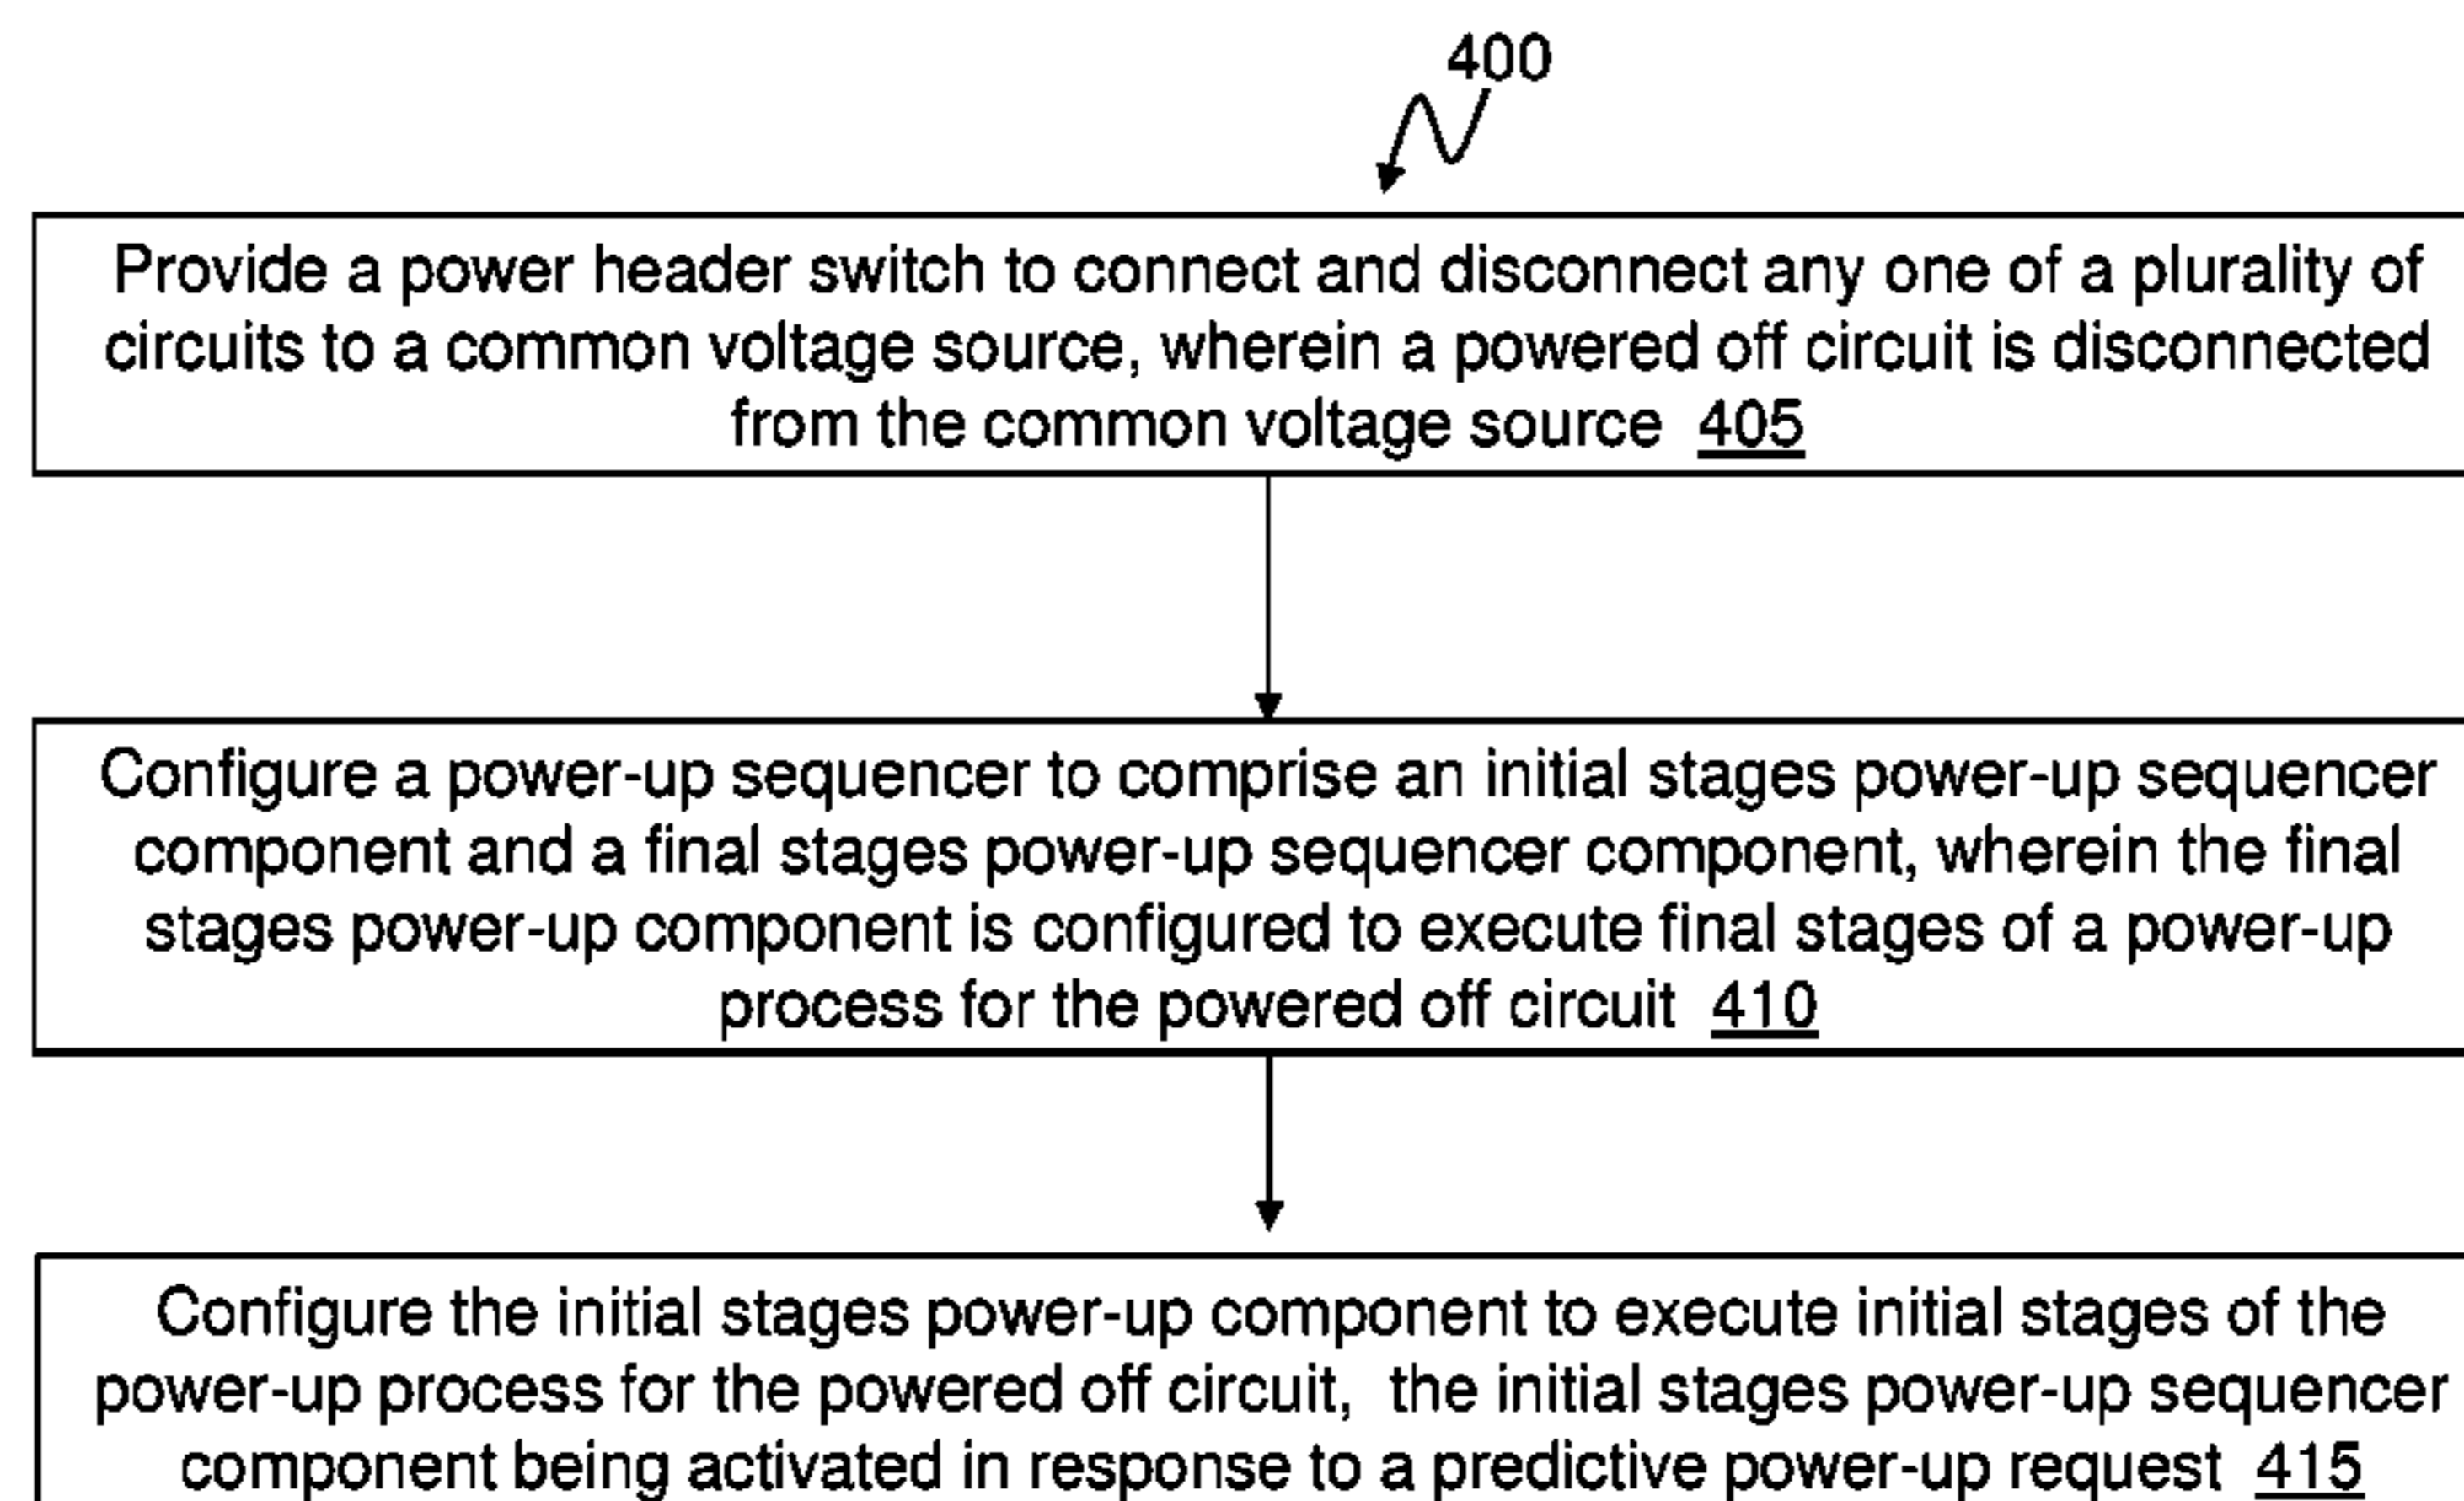 400
Provide a power header switch to connect and disconnect any one of a plurality of
circuits to a common voltage source, wherein a powered off circuit is disconnected
from the common voltage source 405
Configure a power-up sequencer to comprise an initial stages power-up sequencer
component and a final stages power-up sequencer component, wherein the final
stages power-up component is configured to execute final stages of a power-up
process for the powered off circuit 410
Configure the initial stages power-up component to execute initial stages of the
power-up process for the powered off circuit, the initial stages power-up sequencer
component being activated in response to a predictive power-up request 415